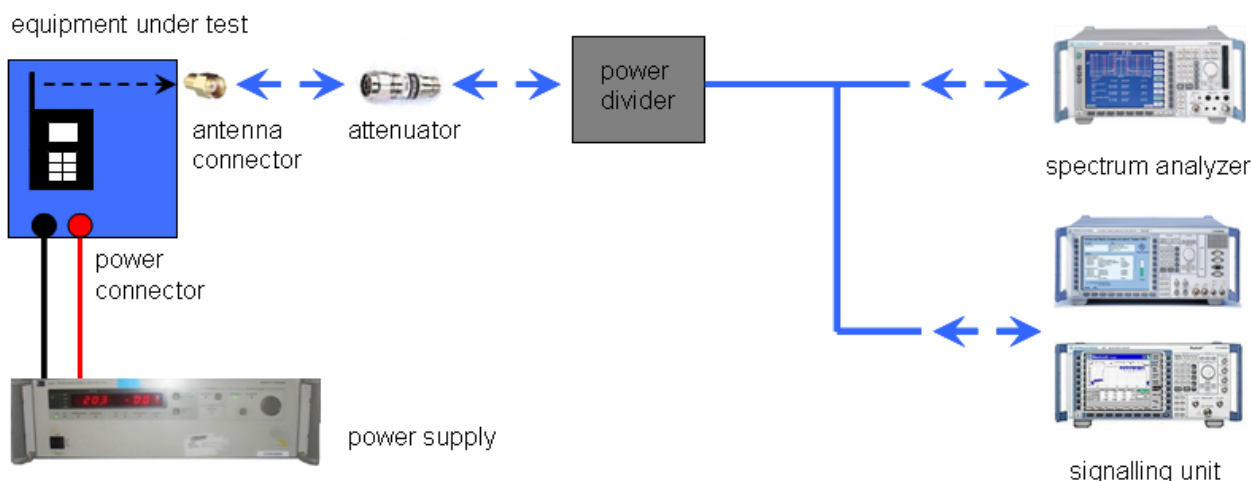 equipment under test
power
divider
antenna
connector
attenuator
spectrum analyzer
power
connector
power supply
signalling unit